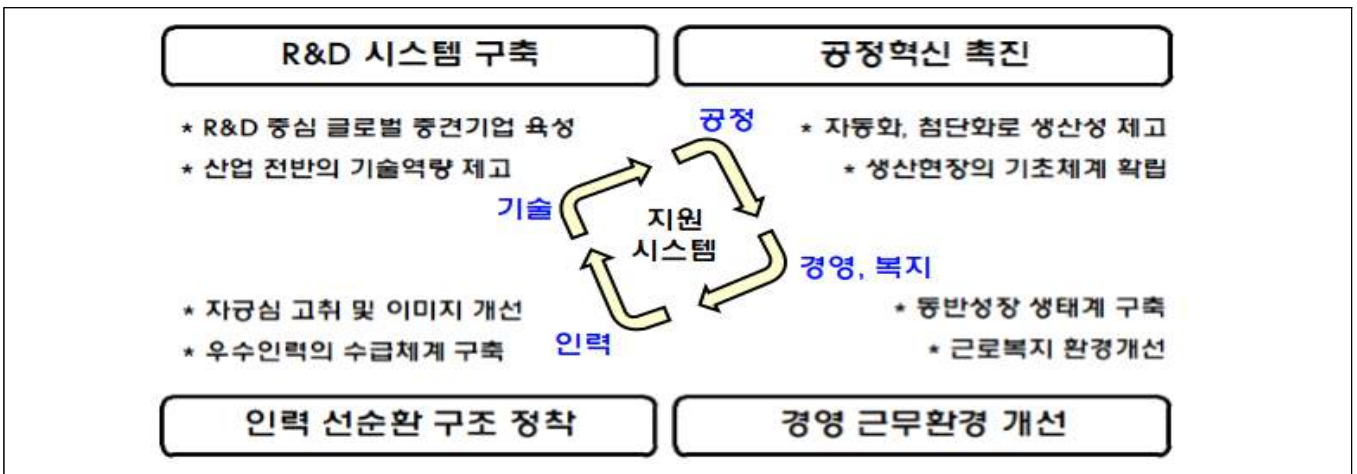 R&D 시스템 구축
공정혁신 촉진
* R&D 중심 글로벌 중견기업 육성
* 산업 전반의 기술역량 제고
공정
* 자동화, 첨단화로 생산성 제고
* 생산현장의 기초체계 확립
기술
지원
시스템
경영, 복지
* 자긍심 고취 및 이미지 개선
* 우수인력의 수급체계 구축
인력
* 동반성장 생태계 구축
* 근로복지 환경개선
인력 선순환 구조 정착
경영 근무환경 개선